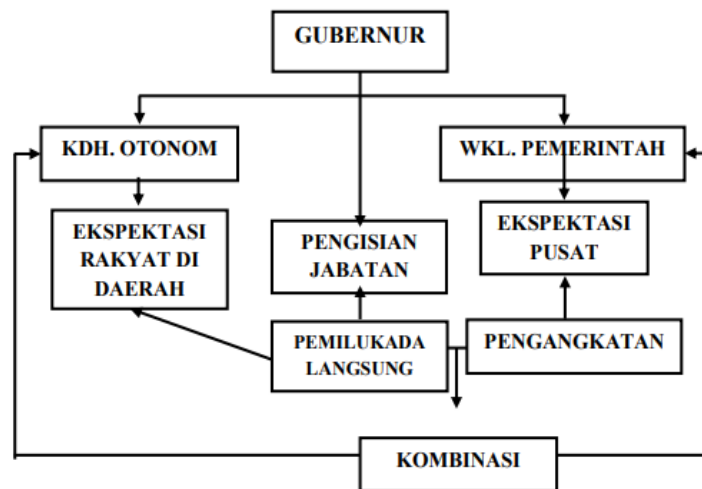 GUBERNUR
KDH. OTONOM
WKL. PEMERINTAH
EKSPEKTASI
RAKYAT DI
DAERAH
PENGISIAN
JABATAN
EKSPEKTASI
PUSAT
PEMILUKADA
LANGSUNG
PENGANGKATAN
KOMBINASI